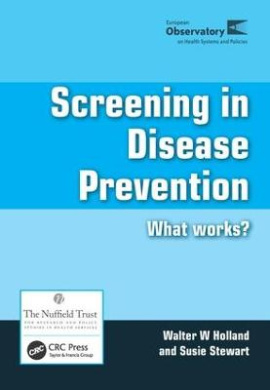 European
Observatory
on Health Systems and Policies
Screening in
Disease
Prevention
What works?
The Nuffield Trust
FOR RESEARCH AND POLICY
STUDIES IN HEALTH SERVICES
CRC
CRC Press
Taylor & Francis Group
Walter W Holland
and Susie Stewart